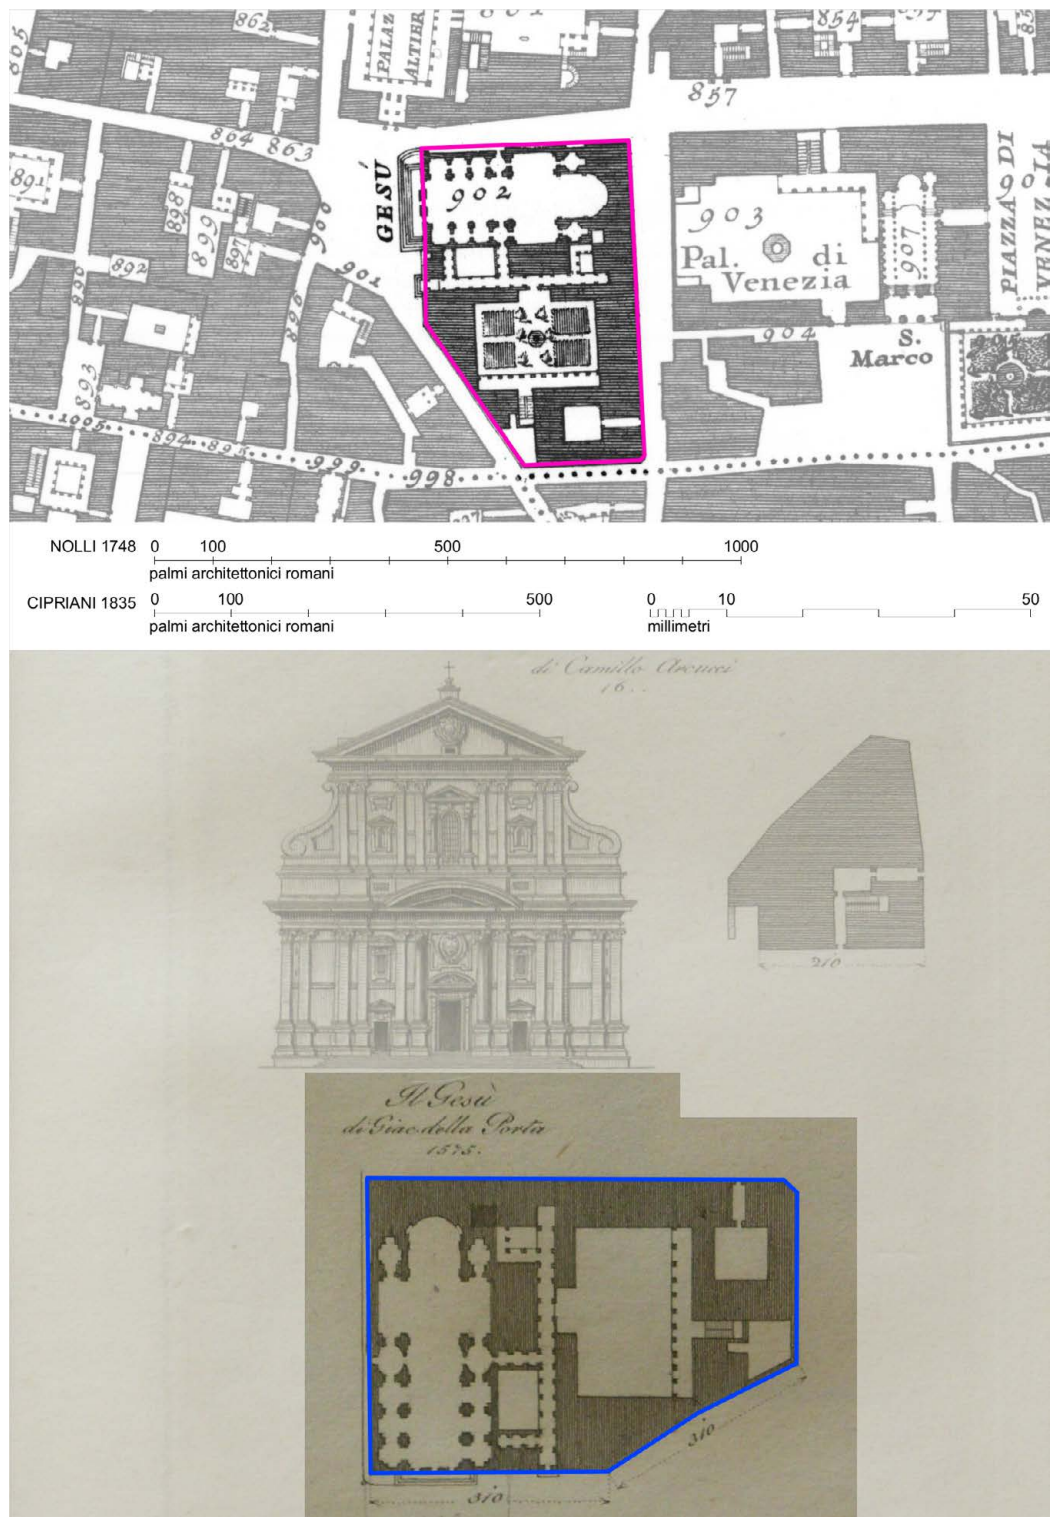 805
862
PALAZ
ALTIER
854
857
864
863
891
898
899
897
900
892
901
890
896
893
1005
894
895
999
998
GESÙ
902
903
Pal. di
Venezia
907
904
S.
Marco
905
PIAZZA DI
VENEZIA
NOLLI 1748 0 100 500 1000
palmi architettonici romani
CIPRIANI 1835 0 100 500
palmi architettonici romani
0 10 50
millimetri
di Camillo Arcucci
16..
210
Il Gesù
di Giac. della Porta
1575.
310
310